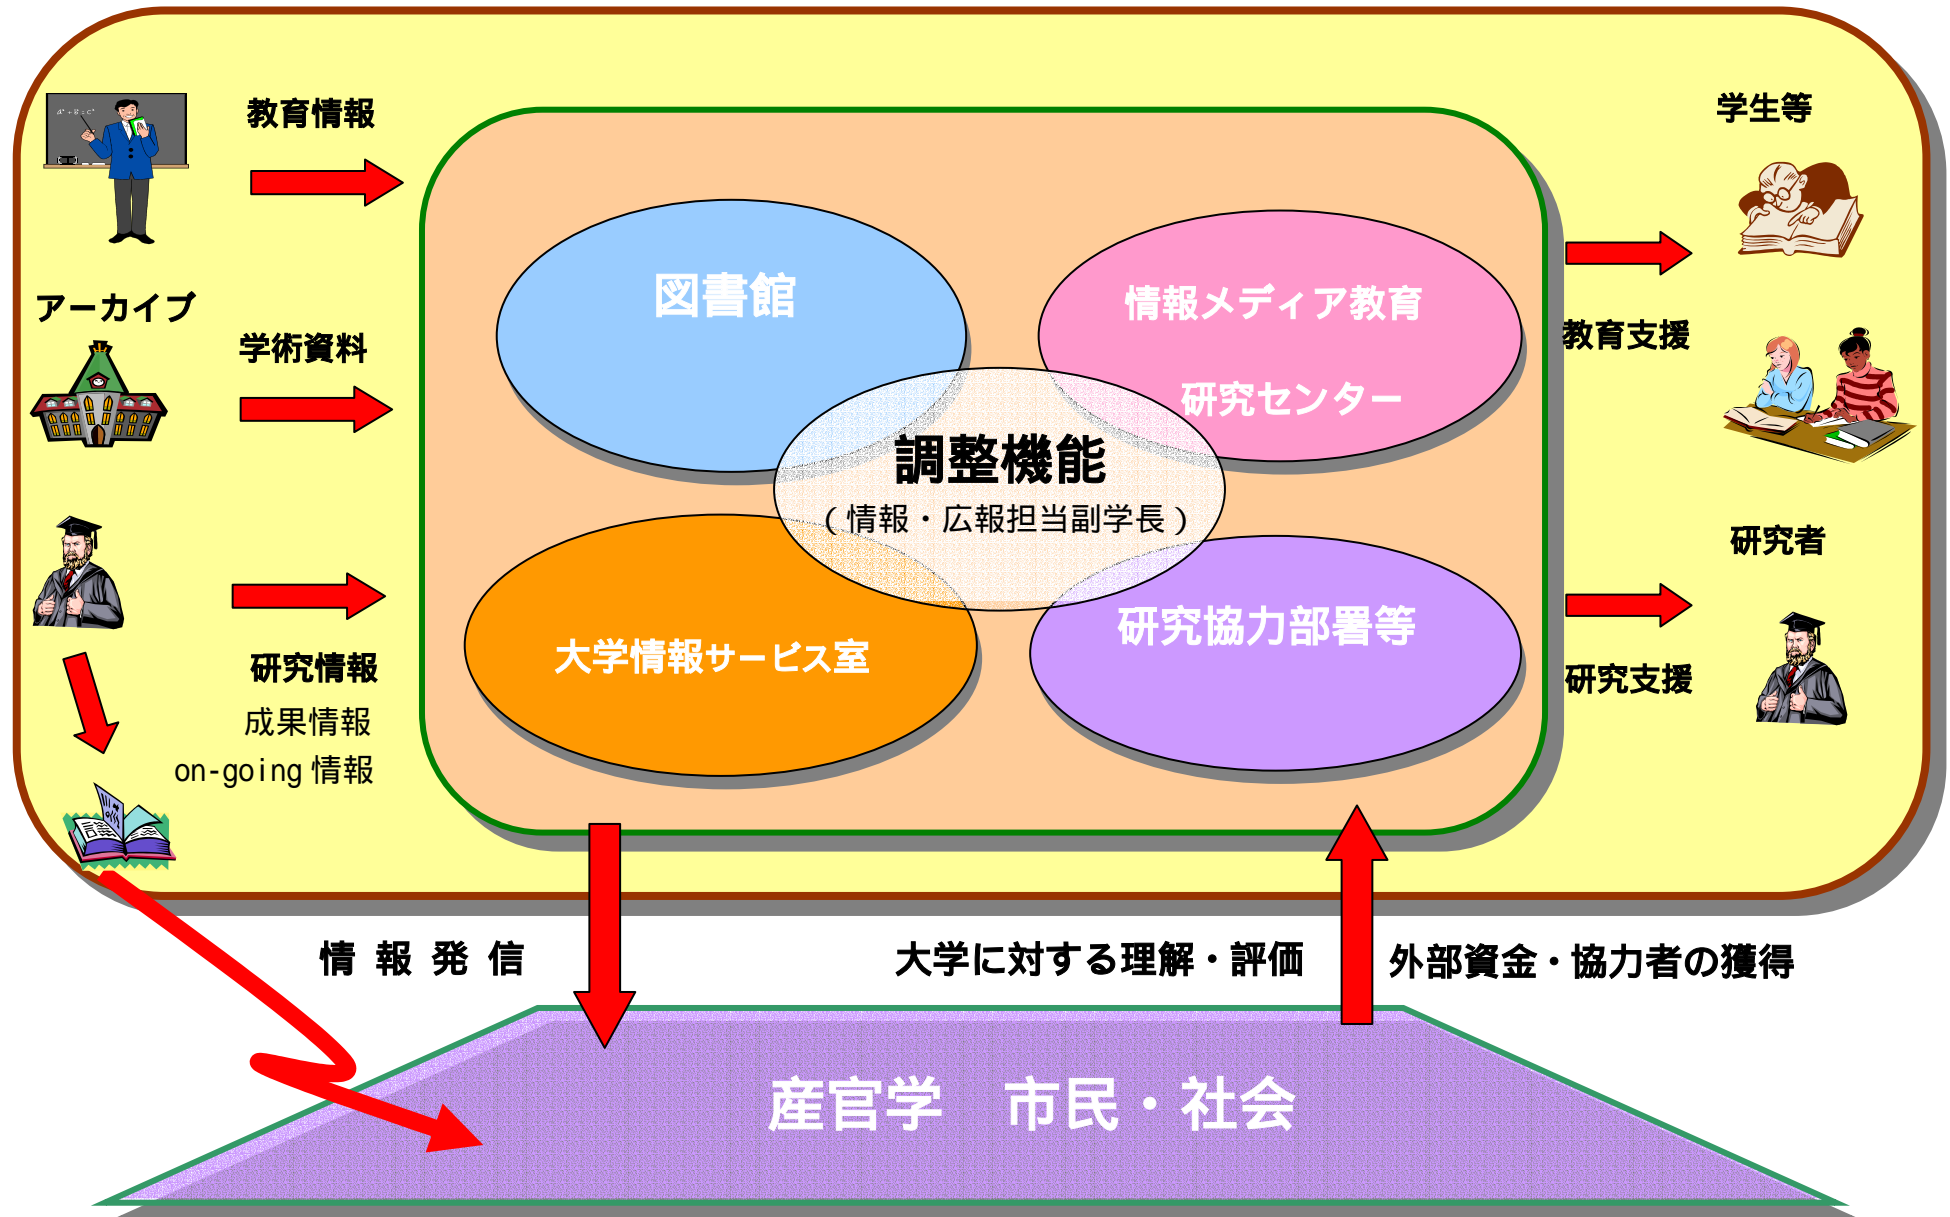 教育情報
学生等
図書館
情報メディア教育
研究センター
アーカイブ
学術資料
教育支援
調整機能
(情報・広報担当副学長)
研究者
大学情報サービス室
研究協力部署等
研究情報
成果情報
on-going 情報
研究支援
情 報 発 信
大学に対する理解・評価
外部資金・協力者の獲得
産官学　市民・社会